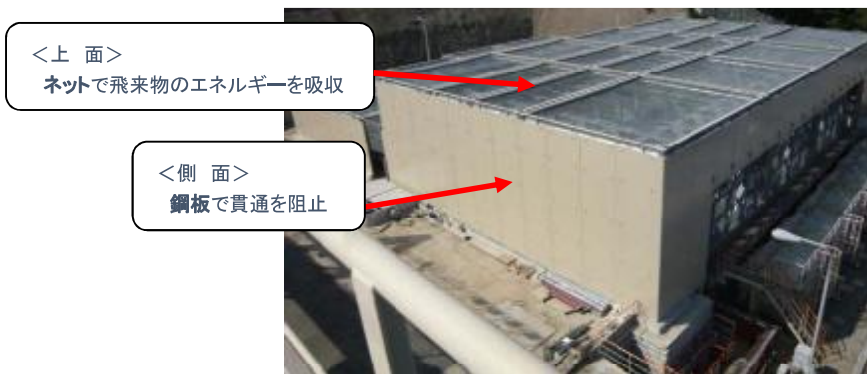 ＜上　面＞
ネットで飛来物のエネルギーを吸収
＜側　面＞
鋼板で貫通を阻止